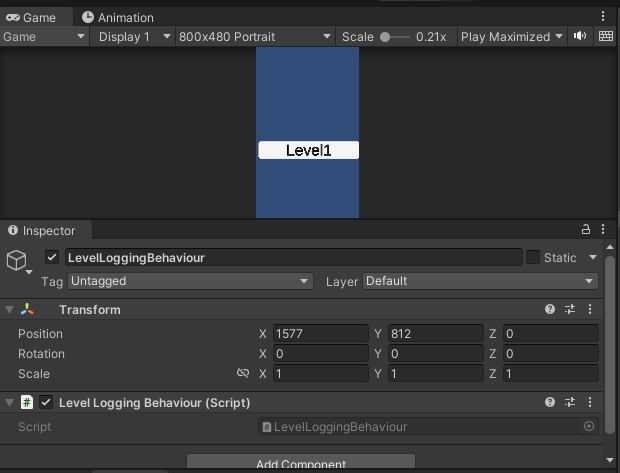 Game Animation
Game Display 1 800x480 Portrait Scale 0.21x Play Maximized
Level1
Inspector
LevelLoggingBehaviour Static
Tag Untagged Layer Default
Transform
Position X 1577 Y 812 Z 0
Rotation X 0 Y 0 Z 0
Scale X 1 Y 1 Z 1
# Level Logging Behaviour (Script)
Script # LevelLoggingBehaviour
Add Component